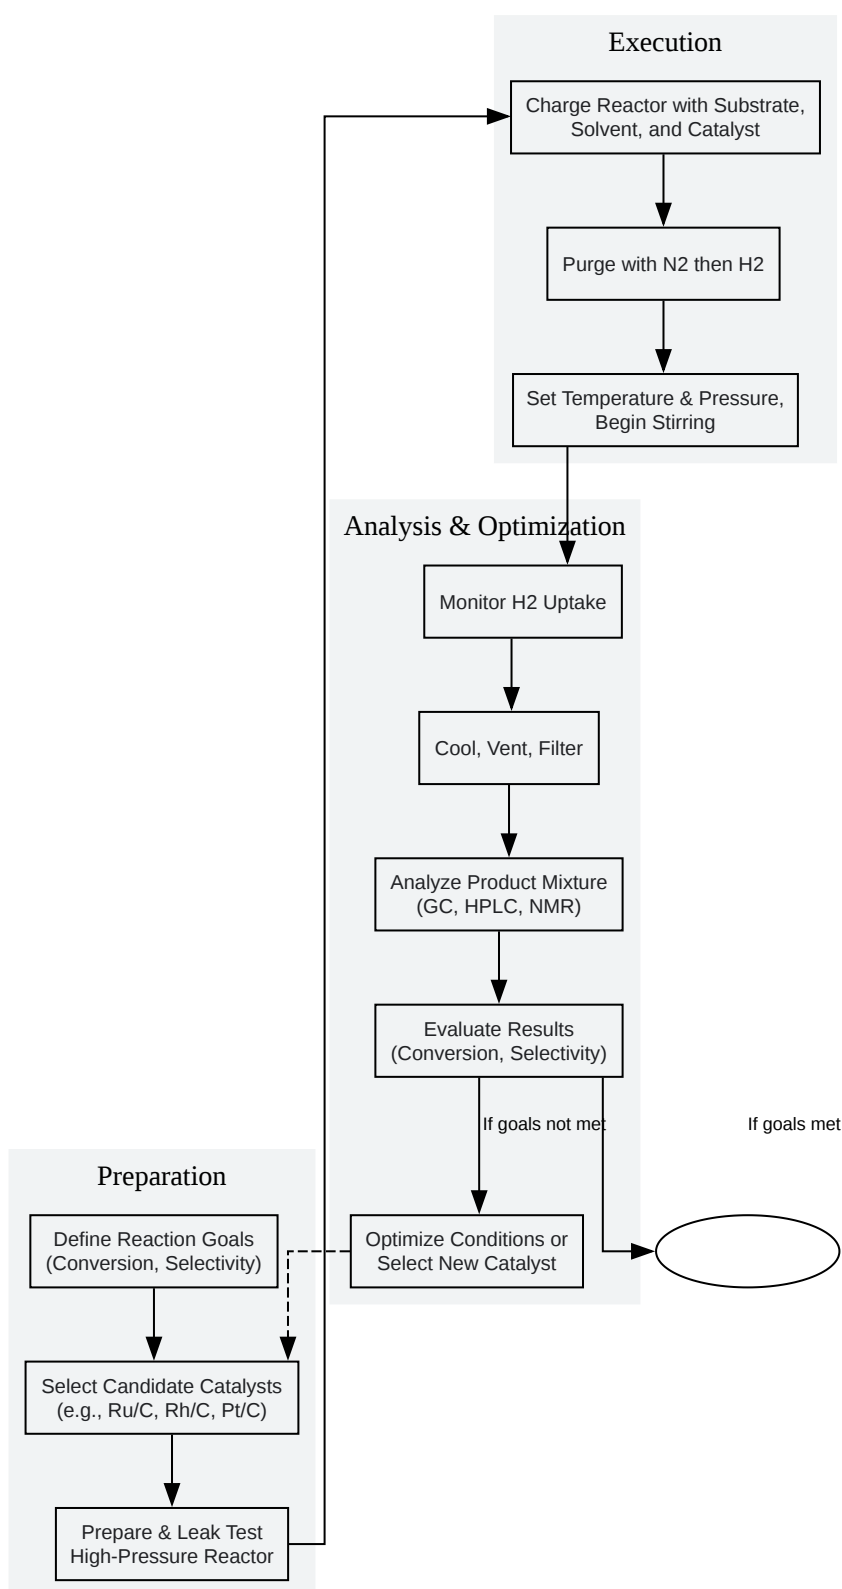 Execution
Charge Reactor with Substrate,
Solvent, and Catalyst
Purge with N2 then H2
Set Temperature & Pressure,
Begin Stirring
Analysis & Optimization
Monitor H2 Uptake
Cool, Vent, Filter
Analyze Product Mixture
(GC, HPLC, NMR)
Evaluate Results
(Conversion, Selectivity)
If goals not met
If goals met
Optimize Conditions or
Select New Catalyst
Preparation
Define Reaction Goals
(Conversion, Selectivity)
Select Candidate Catalysts
(e.g., Ru/C, Rh/C, Pt/C)
Prepare & Leak Test
High-Pressure Reactor